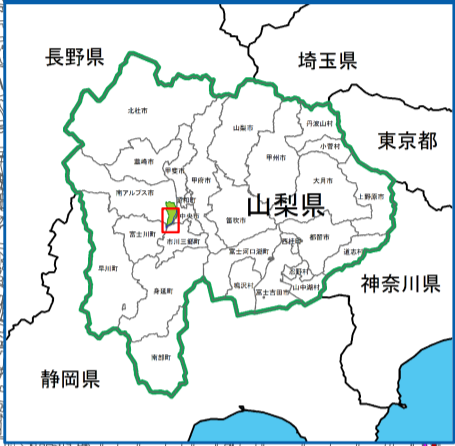 長野県
埼玉県
北杜市
山梨市
丹波山村
東京都
小菅村
韮崎市
甲斐市
甲州市
甲府市
大月市
南アルプス市
昭和町
上野原市
中央市
山梨県
笛吹市
富士川町
市川三郷町
西桂町
都留市
富士河口湖町
道志村
早川町
忍野村
神奈川県
身延町
鳴沢村
富士吉田市
山中湖村
南部町
静岡県